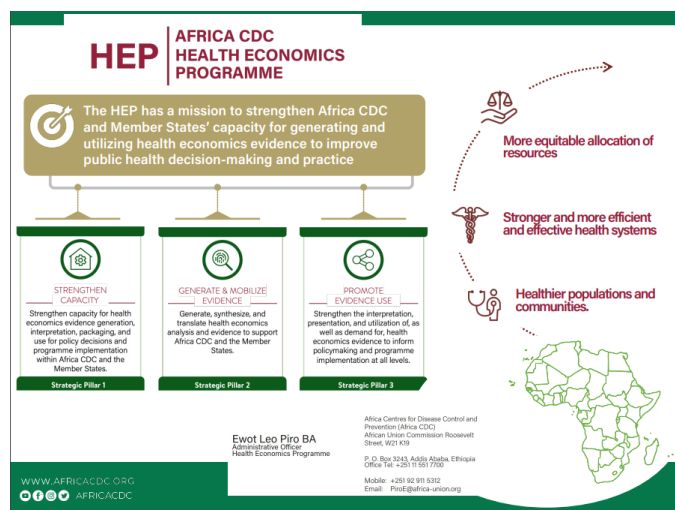 HEP
AFRICA CDC
HEALTH ECONOMICS
PROGRAMME
The HEP has a mission to strengthen Africa CDC
and Member States' capacity for generating and
utilizing health economics evidence to improve
public health decision-making and practice
STRENGTHEN
CAPACITY
Strengthen capacity for health
economics evidence generation,
interpretation, packaging, and
use for policy decisions and
programme implementation
within Africa CDC and the
Member States.
Strategic Pillar 1
GENERATE & MOBILIZE
EVIDENCE
Generate, synthesize, and
translate health economics
analysis and evidence to support
Africa CDC and the Member
States.
Strategic Pillar 2
PROMOTE
EVIDENCE USE
Strengthen the interpretation,
presentation, and utilization of, as
well as demand for, health
economics evidence to inform
policymaking and programme
implementation at all levels.
Strategic Pillar 3
More equitable allocation of
resources
Stronger and more efficient
and effective health systems
Healthier populations and
communities.
Ewot Leo Piro BA
Administrative Officer
Health Economics Programme
Africa Centres for Disease Control and
Prevention (Africa CDC)
African Union Commission Roosevelt
Street, W21 K19
P. O. Box 3243, Addis Ababa, Ethiopia
Office Tel: +251 11 551 7700
Mobile: +251 92 911 5312
Email: PiroE@africa-union.org
WWW.AFRICACDC.ORG
AFRICACDC